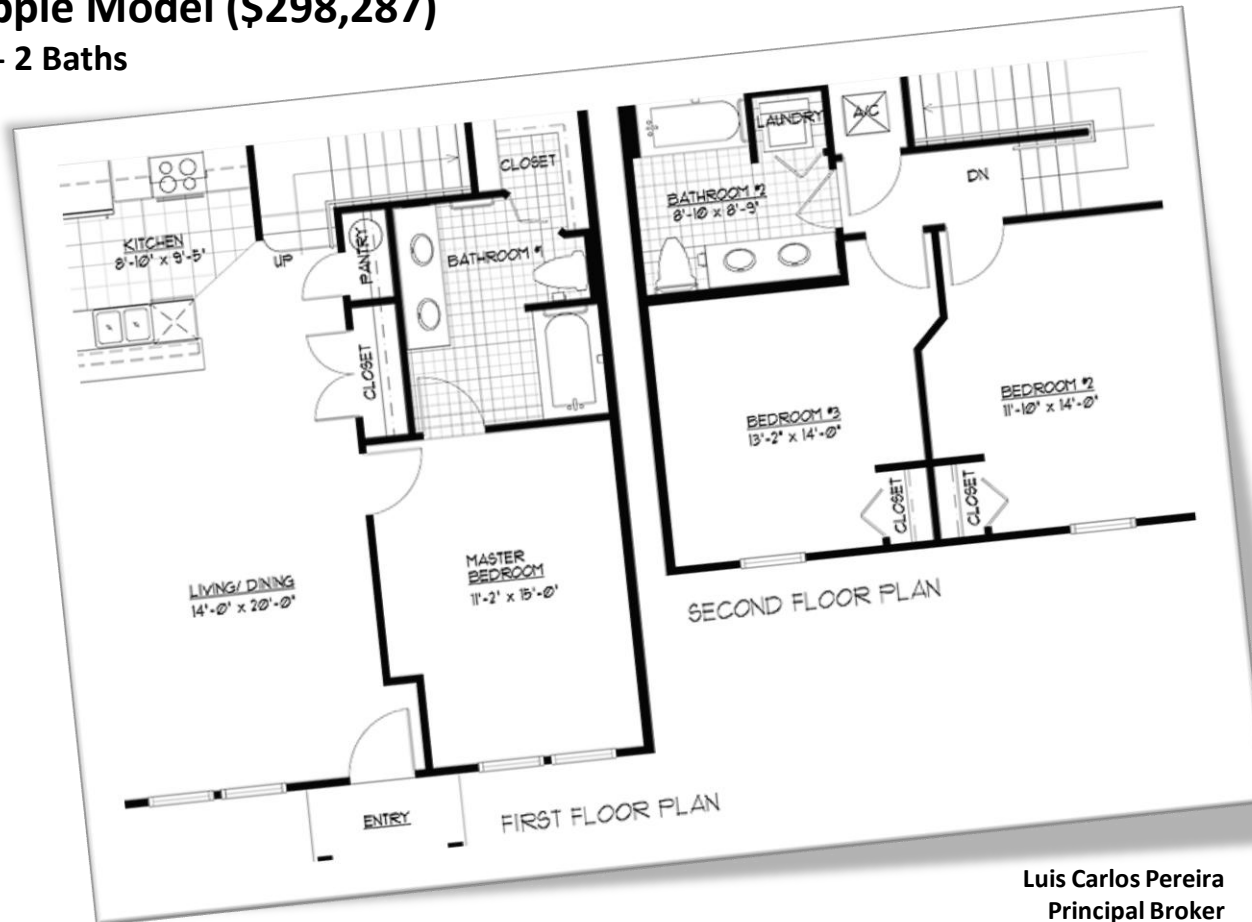 pple Model ($298,287)
- 2 Baths
KITCHEN
8'-10" x 9'-5"
UP
PANTRY
CLOSET
BATHROOM #1
CLOSET
LIVING/ DINING
14'-0" x 20'-0"
MASTER
BEDROOM
11'-2" x 15'-0"
ENTRY
FIRST FLOOR PLAN
LAUNDRY
A/C
DN
BATHROOM #2
8'-10 x 8'-9"
BEDROOM #3
13'-2" x 14'-0"
BEDROOM #2
11'-10" x 14'-0"
CLOSET
CLOSET
SECOND FLOOR PLAN
Luis Carlos Pereira
Principal Broker